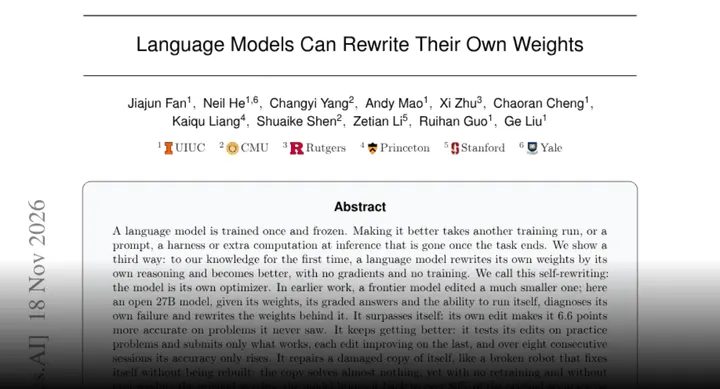 Language Models Can Rewrite Their Own Weights
Jiajun Fan1, Neil He1,6, Changyi Yang2, Andy Mao1, Xi Zhu3, Chaoran Cheng1,
Kaiqu Liang4, Shuaike Shen2, Zetian Li5, Ruihan Guo1, Ge Liu1
1 UIUC 2 CMU 3 Rutgers 4 Princeton 5 Stanford 6 Yale
s.AI] 18 Nov 2026
Abstract
A language model is trained once and frozen. Making it better takes another training run, or a
prompt, a harness or extra computation at inference that is gone once the task ends. We show a
third way: to our knowledge for the first time, a language model rewrites its own weights by its
own reasoning and becomes better, with no gradients and no training. We call this self-rewriting:
the model is its own optimizer. In earlier work, a frontier model edited a much smaller one; here
an open 27B model, given its weights, its graded answers and the ability to run itself, diagnoses its
own failure and rewrites the weights behind it. It surpasses itself: its own edit makes it 6.6 points
more accurate on problems it never saw. It keeps getting better: it tests its edits on practice
problems and submits only what works, each edit improving on the last, and over eight consecutive
sessions its accuracy only rises. It repairs a damaged copy of itself, like a broken robot that fixes
itself without being rebuilt: the copy solves almost nothing, yet with no retraining and without